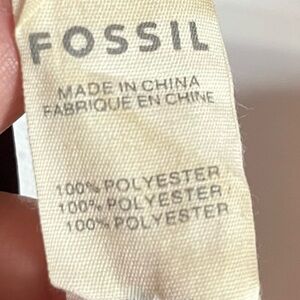 FOSSIL
MADE IN CHINA
FABRIQUE EN CHINE
100% POLYESTER /
100% POLYESTER /
100% POLYESTER